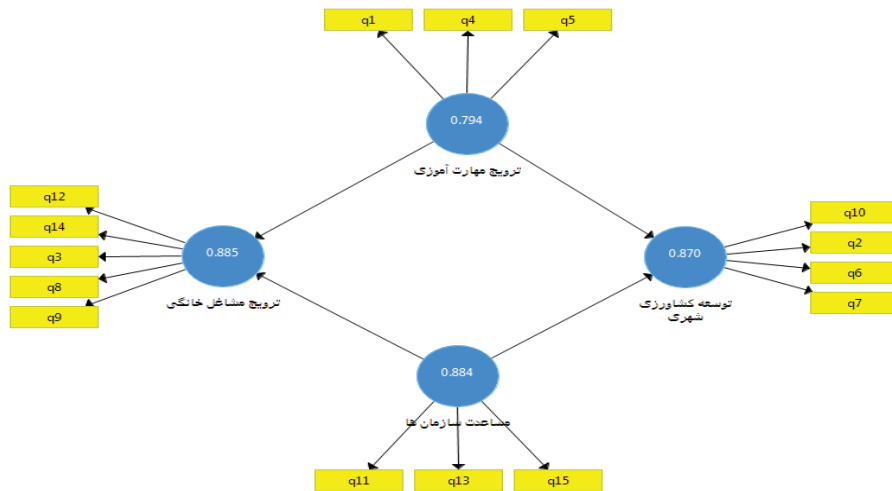 q1
q4
q5
0.794
ترویج مهارت آموزی
q12
q14
q3
q8
q9
0.885
ترویج مشاغل خانگی
q10
q2
q6
q7
0.870
توسعه کشاورزی
شهری
0.884
مساعدت سازمان ها
q11
q13
q15